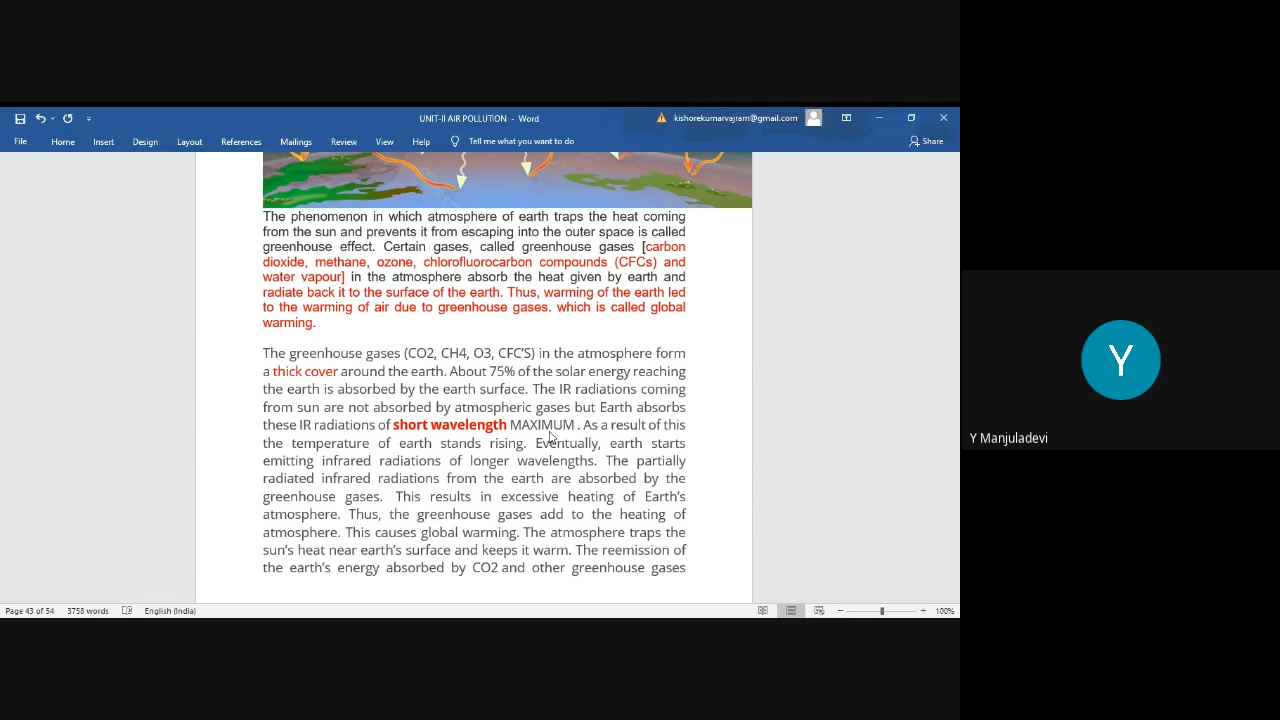 UNIT-II AIR POLLUTION - Word
kishorekumarvajram@gmail.com
File Home Insert Design Layout References Mailings Review View Help Tell me what you want to do Share
The phenomenon in which atmosphere of earth traps the heat coming
from the sun and prevents it from escaping into the outer space is called
greenhouse effect. Certain gases, called greenhouse gases [carbon
dioxide, methane, ozone, chlorofluorocarbon compounds (CFCs) and
water vapour] in the atmosphere absorb the heat given by earth and
radiate back it to the surface of the earth. Thus, warming of the earth led
to the warming of air due to greenhouse gases. which is called global
warming.
The greenhouse gases (CO2, CH4, O3, CFC'S) in the atmosphere form
a thick cover around the earth. About 75% of the solar energy reaching
the earth is absorbed by the earth surface. The IR radiations coming
from sun are not absorbed by atmospheric gases but Earth absorbs
these IR radiations of short wavelength MAXIMUM . As a result of this
the temperature of earth stands rising. Eventually, earth starts
emitting infrared radiations of longer wavelengths. The partially
radiated infrared radiations from the earth are absorbed by the
greenhouse gases. This results in excessive heating of Earth's
atmosphere. Thus, the greenhouse gases add to the heating of
atmosphere. This causes global warming. The atmosphere traps the
sun's heat near earth's surface and keeps it warm. The reemission of
the earth's energy absorbed by CO2 and other greenhouse gases
Page 43 of 54 3758 words English (India) 100%
Y
Y Manjuladevi